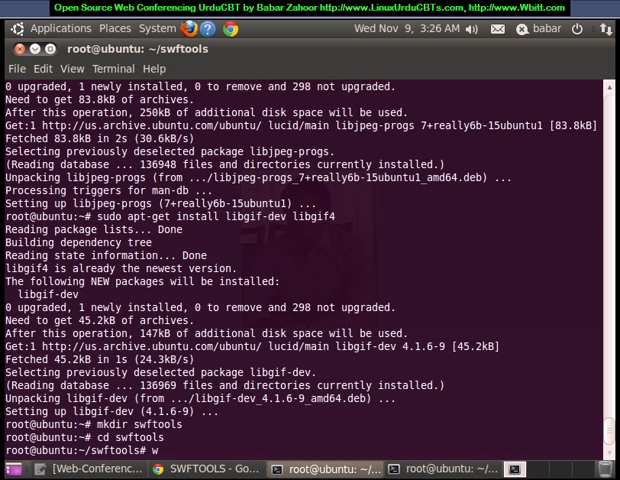 Open Source Web Conferencing UrduCBT by Babar Zahoor http://www.LinuxUrduCBTs.com, http://www.Wbitt.com
Applications Places System ? Wed Nov 9, 3:26 AM babar
root@ubuntu: ~/swftools
File Edit View Terminal Help
0 upgraded, 1 newly installed, 0 to remove and 298 not upgraded.
Need to get 83.8kB of archives.
After this operation, 250kB of additional disk space will be used.
Get:1 http://us.archive.ubuntu.com/ubuntu/ lucid/main libjpeg-progs 7+really6b-15ubuntu1 [83.8kB]
Fetched 83.8kB in 2s (30.6kB/s)
Selecting previously deselected package libjpeg-progs.
(Reading database ... 136948 files and directories currently installed.)
Unpacking libjpeg-progs (from .../libjpeg-progs_7+really6b-15ubuntu1_amd64.deb) ...
Processing triggers for man-db ...
Setting up libjpeg-progs (7+really6b-15ubuntu1) ...
root@ubuntu:~# sudo apt-get install libgif-dev libgif4
Reading package lists... Done
Building dependency tree
Reading state information... Done
libgif4 is already the newest version.
The following NEW packages will be installed:
libgif-dev
0 upgraded, 1 newly installed, 0 to remove and 298 not upgraded.
Need to get 45.2kB of archives.
After this operation, 147kB of additional disk space will be used.
Get:1 http://us.archive.ubuntu.com/ubuntu/ lucid/main libgif-dev 4.1.6-9 [45.2kB]
Fetched 45.2kB in 1s (24.3kB/s)
Selecting previously deselected package libgif-dev.
(Reading database ... 136969 files and directories currently installed.)
Unpacking libgif-dev (from .../libgif-dev_4.1.6-9_amd64.deb) ...
Setting up libgif-dev (4.1.6-9) ...
root@ubuntu:~# mkdir swftools
root@ubuntu:~# cd swftools
root@ubuntu:~/swftools# w
[Web-Conferenc... SWFTOOLS - Go... root@ubuntu: ~/... root@ubuntu: ~/...